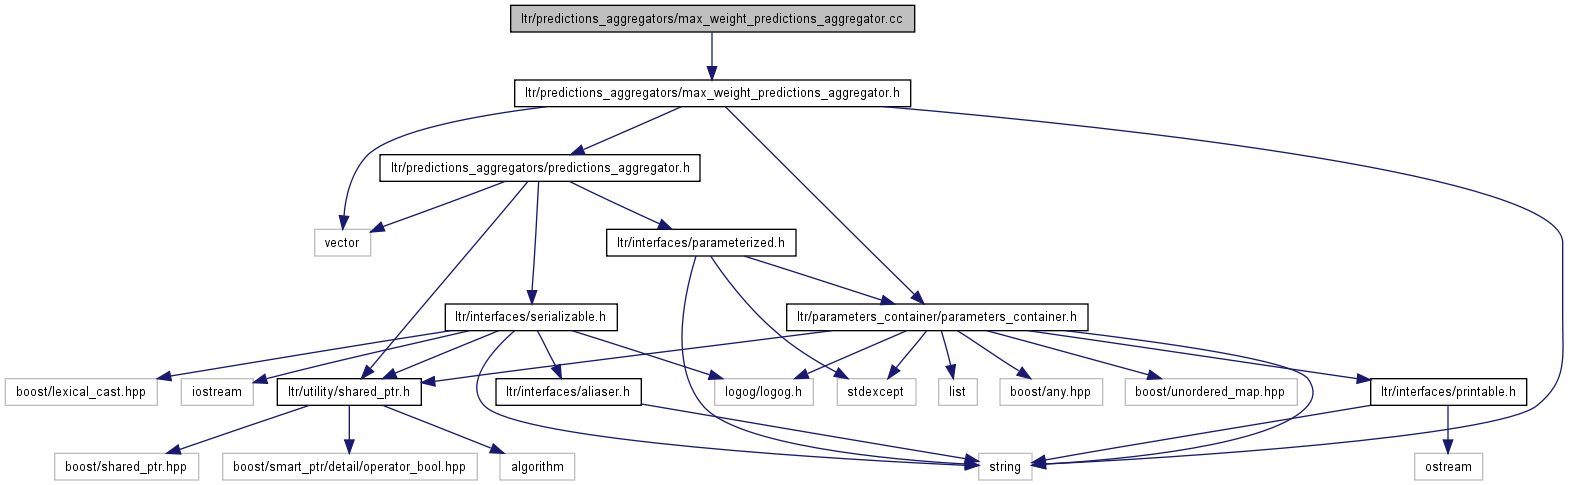 ltr/predictions_aggregators/max_weight_predictions_aggregator.cc
ltr/predictions_aggregators/max_weight_predictions_aggregator.h
ltr/predictions_aggregators/predictions_aggregator.h
vector
ltr/interfaces/parameterized.h
ltr/interfaces/serializable.h
ltr/parameters_container/parameters_container.h
boost/lexical_cast.hpp
iostream
ltr/utility/shared_ptr.h
ltr/interfaces/aliaser.h
logog/logog.h
stdexcept
list
boost/any.hpp
boost/unordered_map.hpp
ltr/interfaces/printable.h
boost/shared_ptr.hpp
boost/smart_ptr/detail/operator_bool.hpp
algorithm
string
ostream